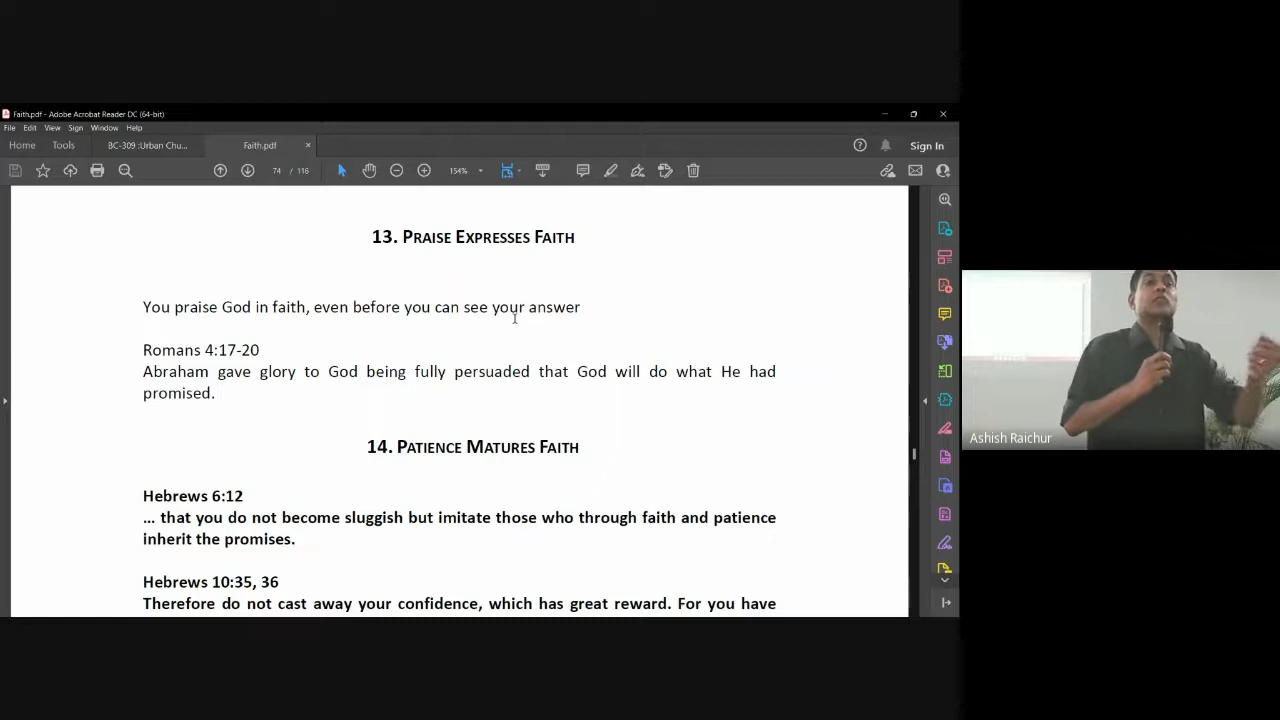 Faith.pdf - Adobe Acrobat Reader DC (64-bit)
File Edit View Sign Window Help
Home Tools BC-309 :Urban Chu... Faith.pdf × Sign In
74 / 116 154%
13. PRAISE EXPRESSES FAITH
You praise God in faith, even before you can see your answer
Romans 4:17-20
Abraham gave glory to God being fully persuaded that God will do what He had
promised.
14. PATIENCE MATURES FAITH
Hebrews 6:12
… that you do not become sluggish but imitate those who through faith and patience
inherit the promises.
Hebrews 10:35, 36
Therefore do not cast away your confidence, which has great reward. For you have
Ashish Raichur